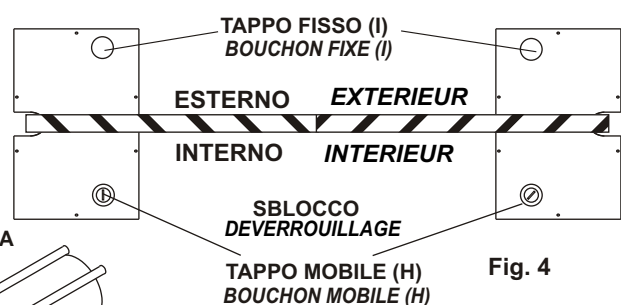 TAPPO FISSO (I)
BOUCHON FIXE (I)
ESTERNO EXTERIEUR
INTERNO INTERIEUR
SBLOCCO
DEVERROUILLAGE
A
TAPPO MOBILE (H)
BOUCHON MOBILE (H)
Fig. 4